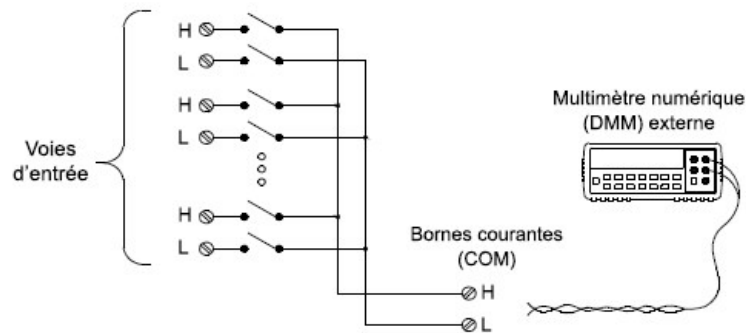 H
L
H
Multimètre numérique
(DMM) externe
L
Voies
d'entrée
H
L
Bornes courantes
(COM)
H
L